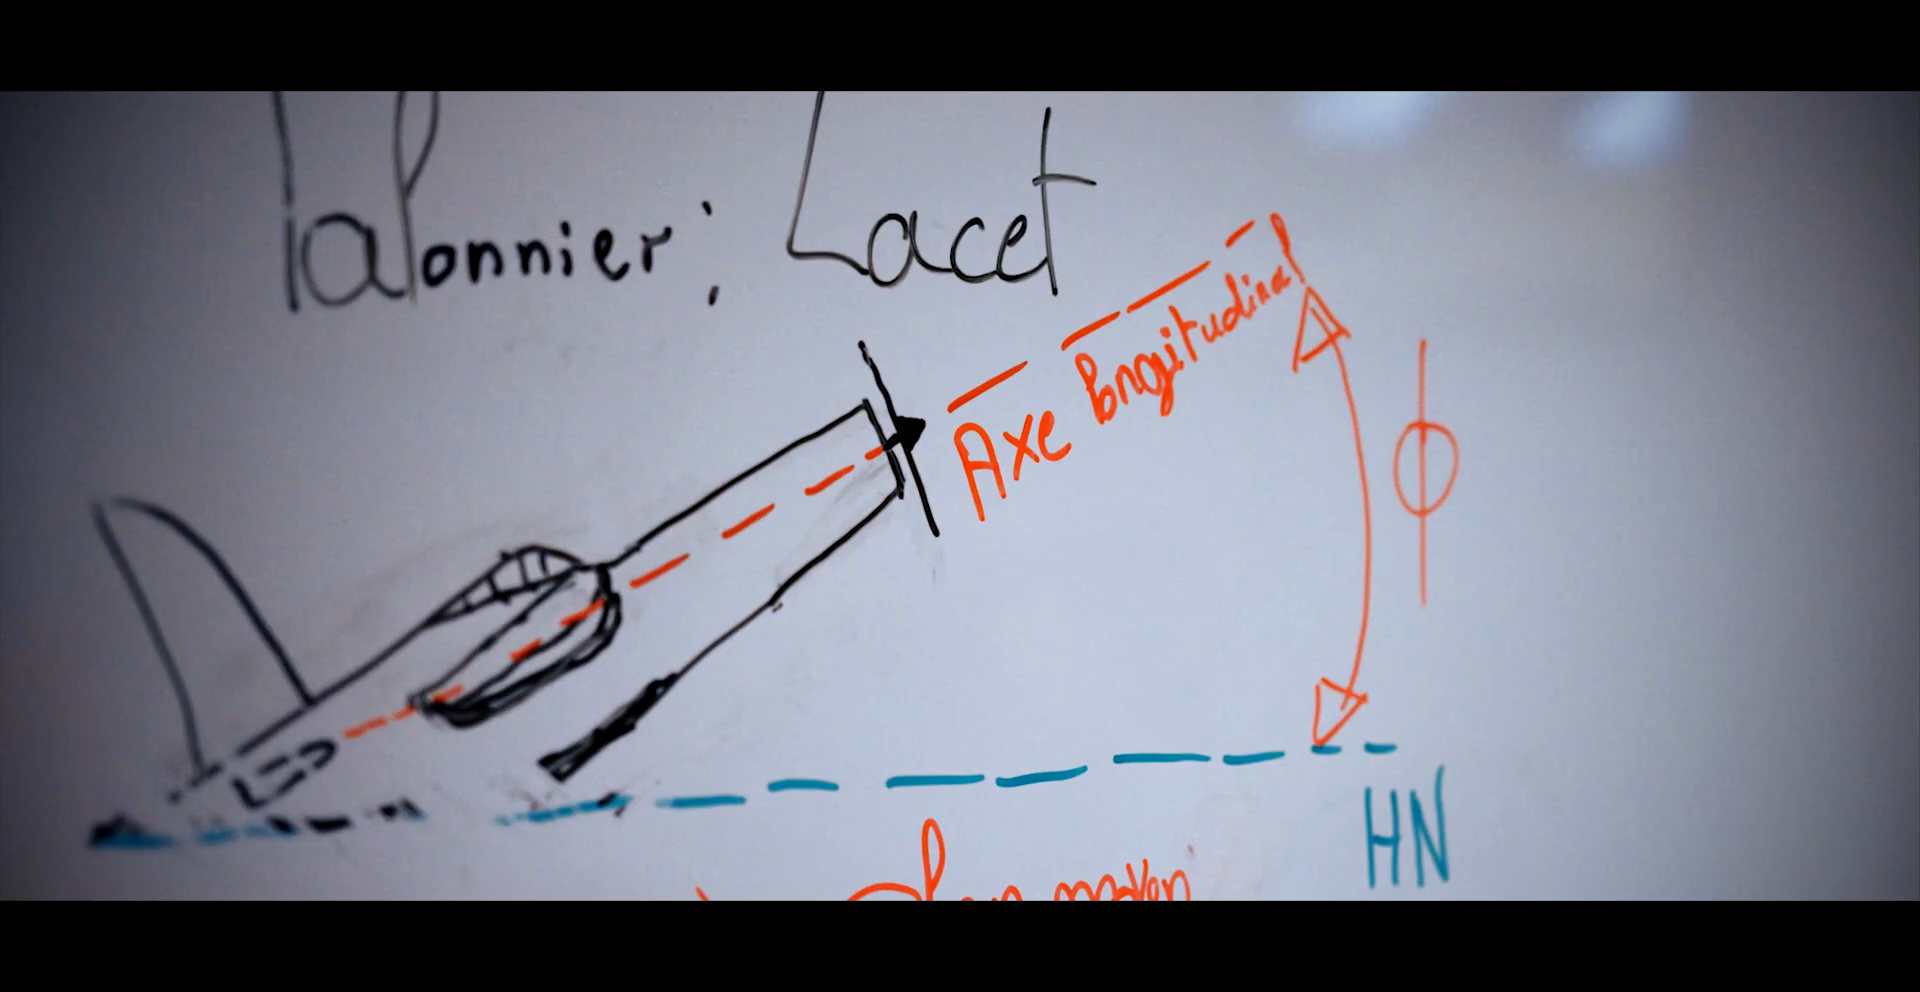 Palonnier : Lacet
Axe longitudinal
ϕ
HN